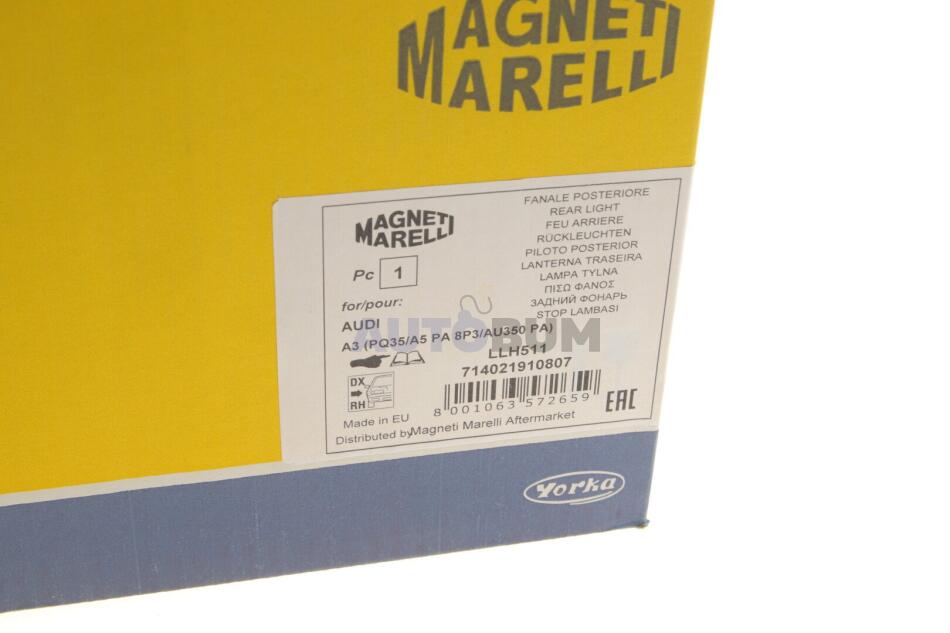 MAGNETI
MARELLI
MAGNETI
MARELLI
FANALE POSTERIORE
REAR LIGHT
FEU ARRIERE
RÜCKLEUCHTEN
PILOTO POSTERIOR
LANTERNA TRASEIRA
LAMPA TYLNA
ΠΙΣΩ ΦΑΝΟΣ
ЗАДНИЙ ФОНАРЬ
STOP LAMBASI
Pc 1
for/pour:
AUDI
AUTOBUM
A3 (PQ35/A5 PA 8P3/AU350 PA)
LLH511
714021910807
DX
RH
8 001063 572659
EAC
Made in EU
Distributed by Magneti Marelli Aftermarket
Yorka